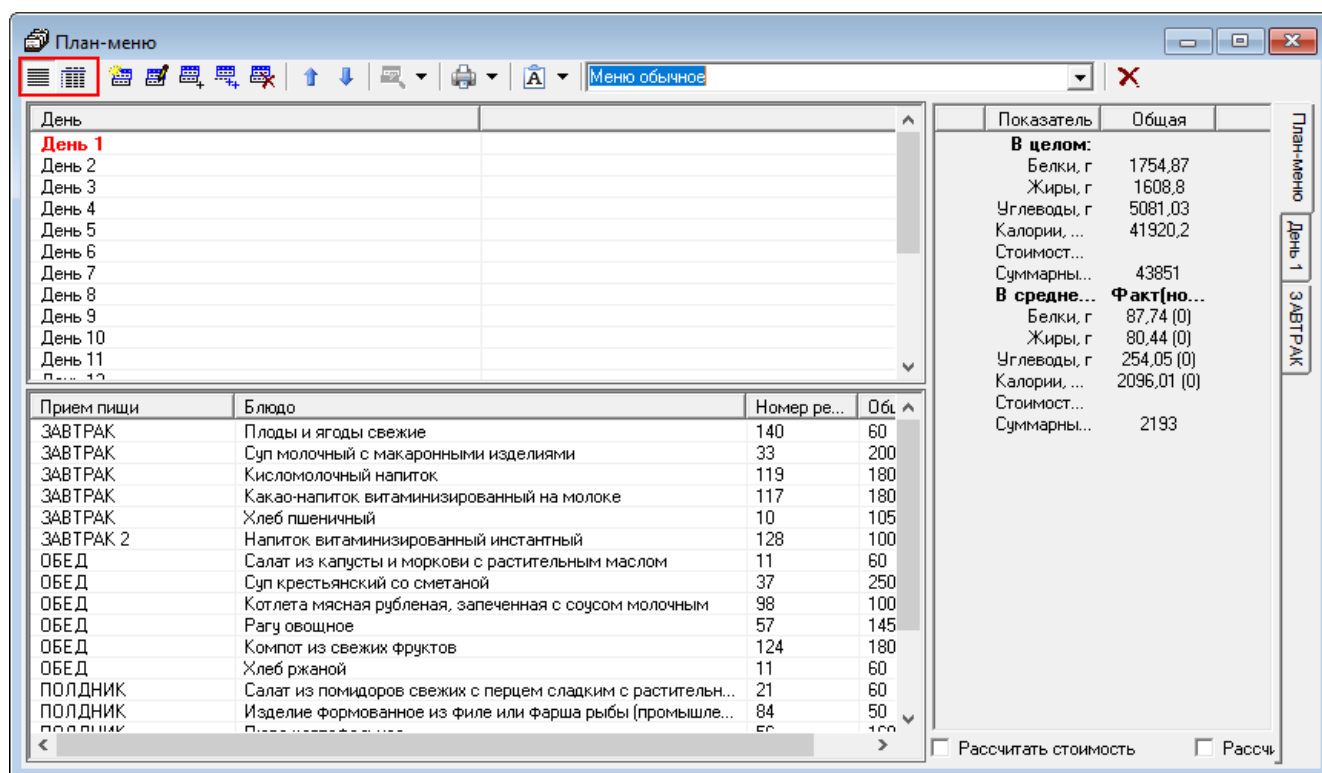 План-меню
Меню обычное
День
День 1
День 2
День 3
День 4
День 5
День 6
День 7
День 8
День 9
День 10
День 11
Показатель Общая
В целом:
Белки, г 1754,87
Жиры, г 1608,8
Углеводы, г 5081,03
Калории, ... 41920,2
Стоимост...
Суммарны... 43851
В средне... Факт(но...
Белки, г 87,74 (0)
Жиры, г 80,44 (0)
Углеводы, г 254,05 (0)
Калории, ... 2096,01 (0)
Стоимост...
Суммарны... 2193
План-меню
День 1
ЗАВТРАК
Прием пищи Блюдо Номер ре...
ЗАВТРАК Плоды и ягоды свежие 140 60
ЗАВТРАК Суп молочный с макаронными изделиями 33 200
ЗАВТРАК Кисломолочный напиток 119 180
ЗАВТРАК Какао-напиток витаминизированный на молоке 117 180
ЗАВТРАК Хлеб пшеничный 10 105
ЗАВТРАК 2 Напиток витаминизированный инстантный 128 100
ОБЕД Салат из капусты и моркови с растительным маслом 11 60
ОБЕД Суп крестьянский со сметаной 37 250
ОБЕД Котлета мясная рубленая, запеченная с соусом молочным 98 100
ОБЕД Рагу овощное 57 145
ОБЕД Компот из свежих фруктов 124 180
ОБЕД Хлеб ржаной 11 60
ПОЛДНИК Салат из помидоров свежих с перцем сладким с растительн... 21 60
ПОЛДНИК Изделие формованное из филе или фарша рыбы (промышле... 84 50
Рассчитать стоимость